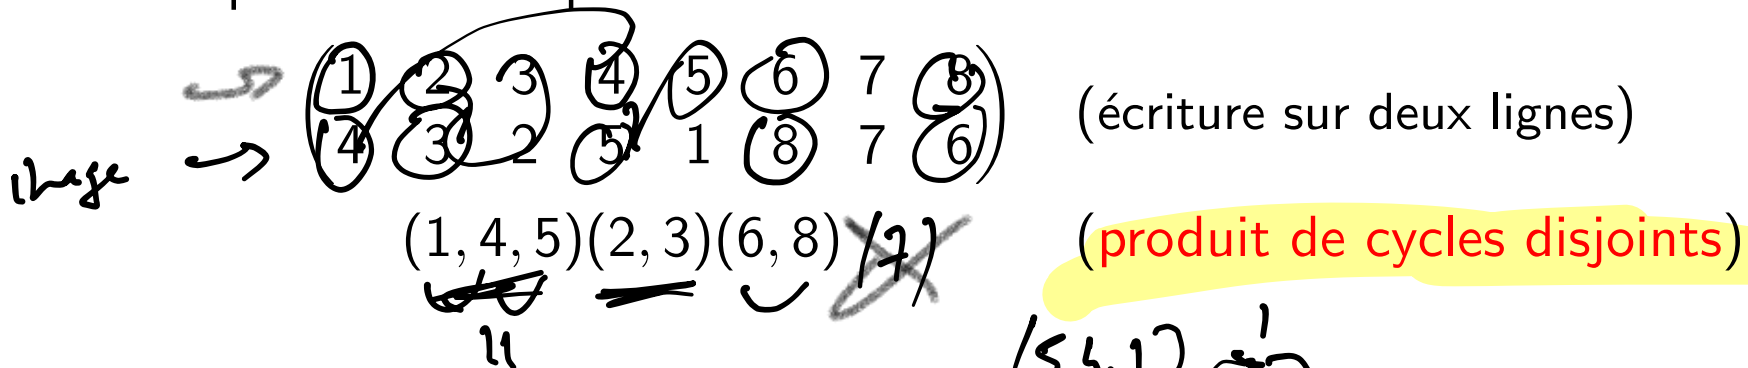 1 2 3 4 5 6 7 8
4 3 2 5 1 8 7 6 (écriture sur deux lignes)
image
(1, 4, 5)(2, 3)(6, 8) (7) (produit de cycles disjoints)